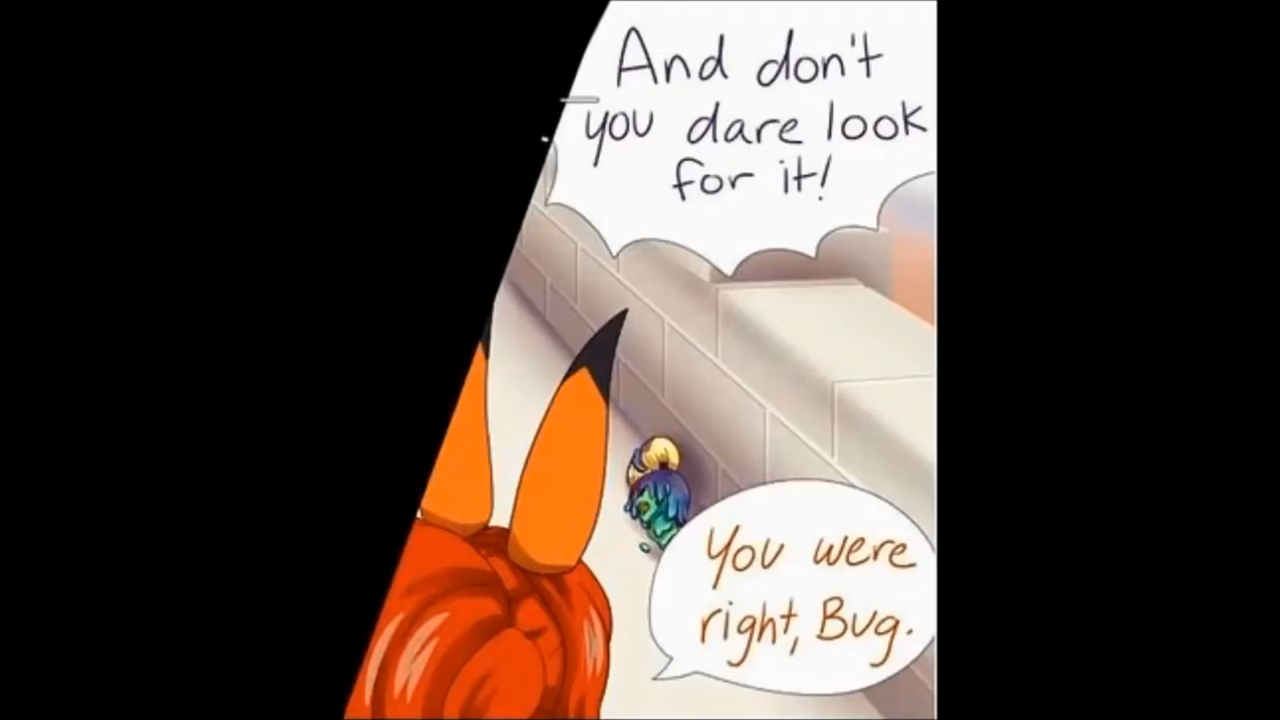 And don't
you dare look
for it!
You were
right, Bug.